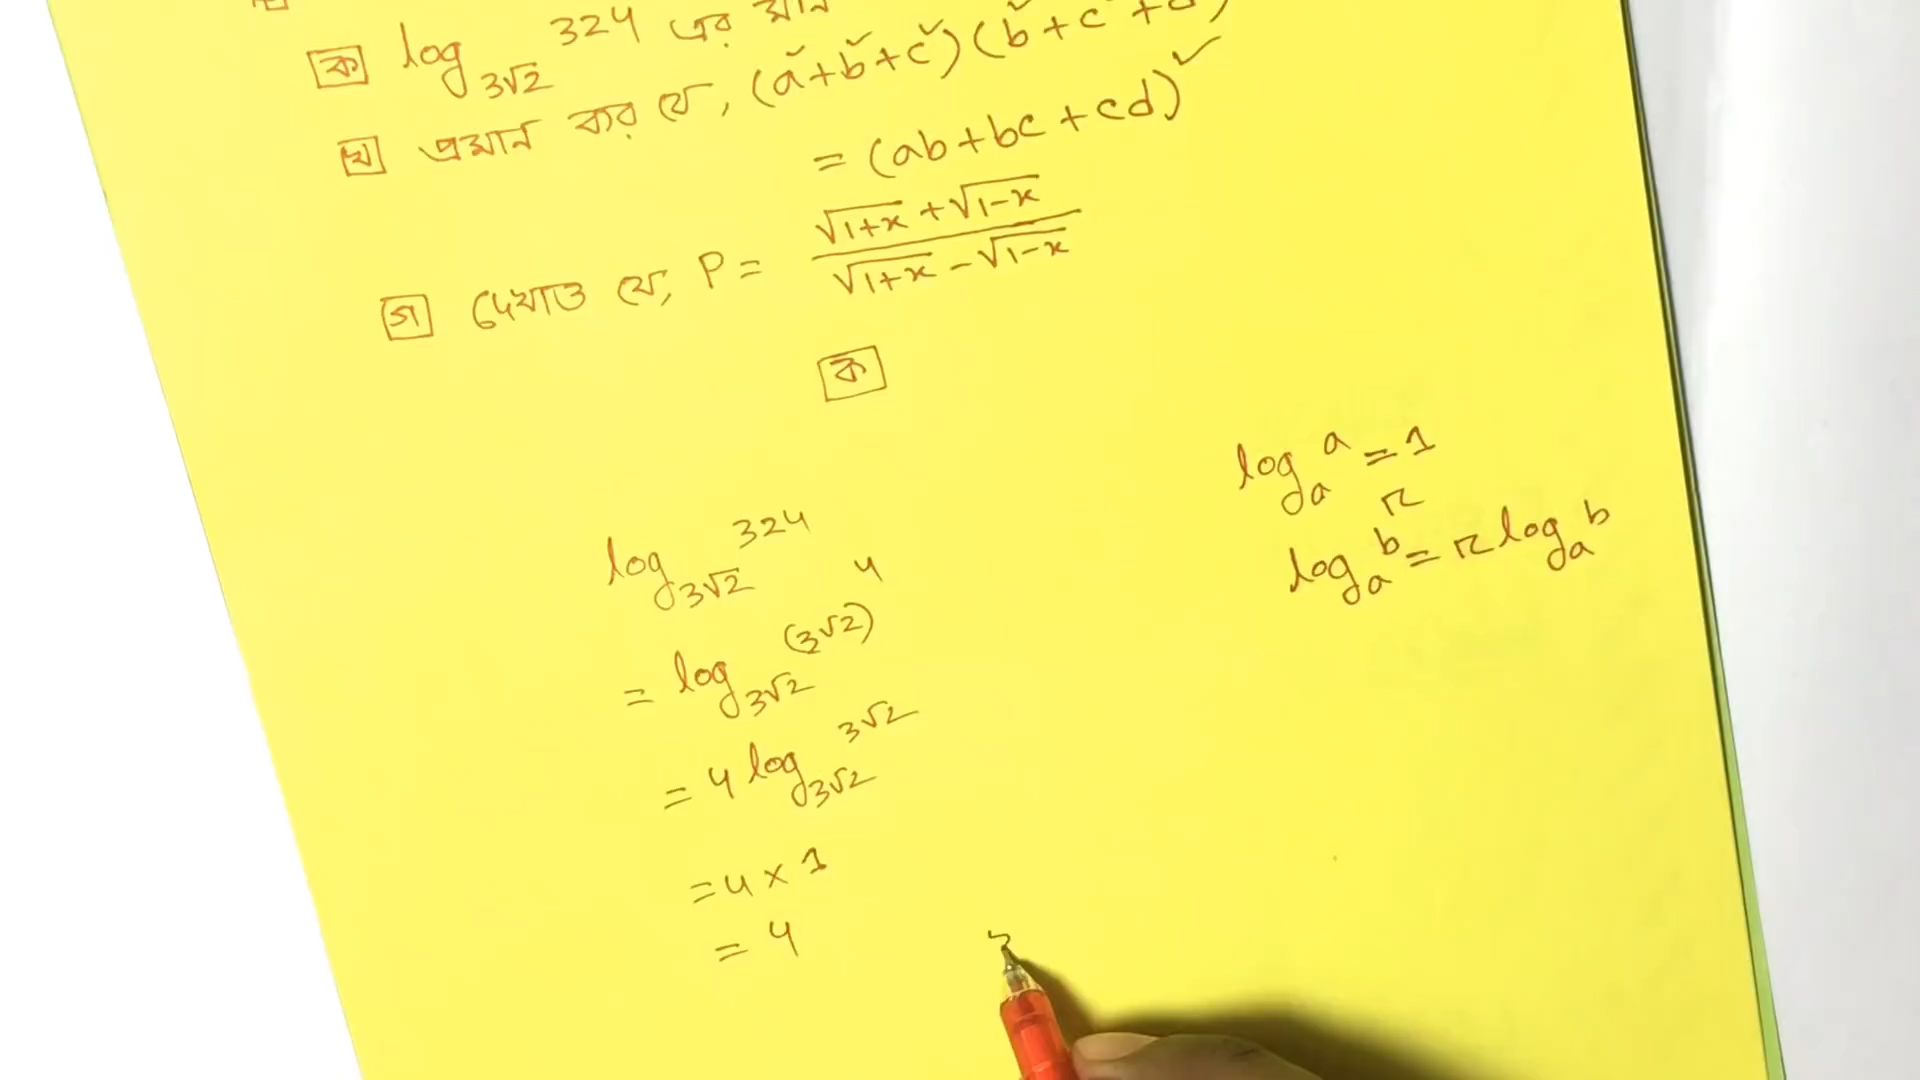 ক log_{3√2} 324 এর মান
খ প্রমান কর যে, (a²+b²+c²)(b²+c²+d²)
= (ab+bc+cd)²
গ দেখাও যে, P = \frac{√1+x + √1-x}{√1+x - √1-x}
ক
log_{3√2} 324
= log_{3√2} (3√2)^4
= 4 log_{3√2} 3√2
= 4 × 1
= 4
log_a a = 1
log_a b^r = r log_a b